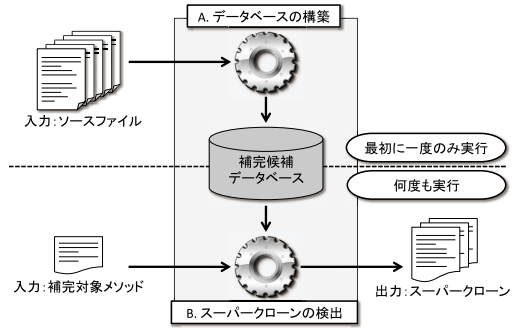 A. データベースの構築
入力：ソースファイル
補完候補
データベース
最初に一度のみ実行
何度も実行
入力：補完対象メソッド
出力：スーパークローン
B. スーパークローンの検出